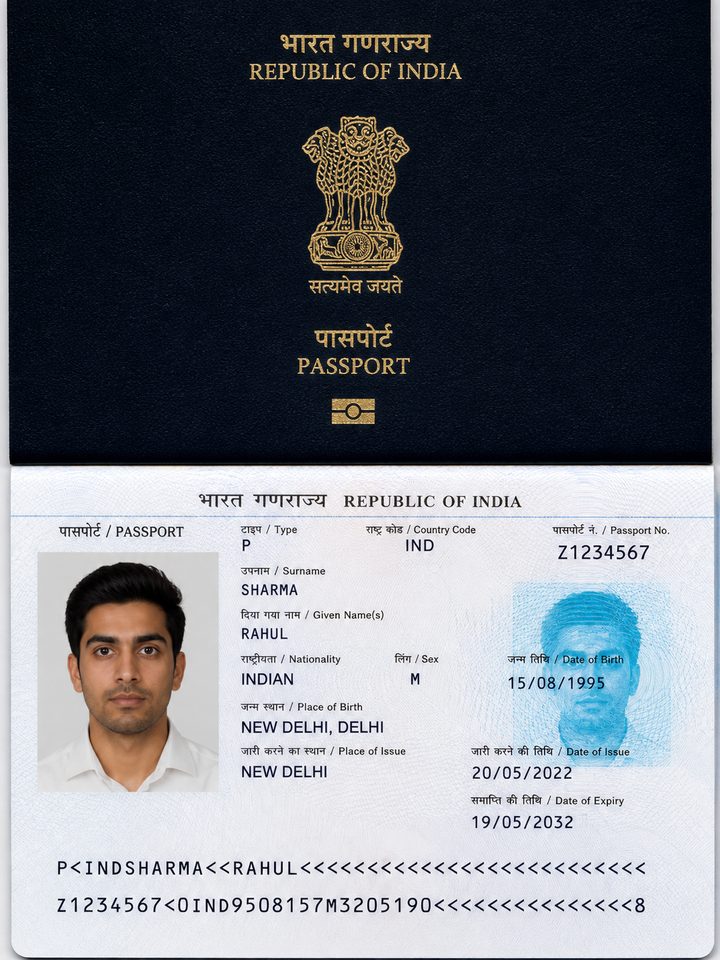 भारत गणराज्य
REPUBLIC OF INDIA
सत्यमेव जयते
पासपोर्ट
PASSPORT
भारत गणराज्य REPUBLIC OF INDIA
पासपोर्ट / PASSPORT
टाइप / Type राष्ट्र कोड / Country Code पासपोर्ट नं. / Passport No.
P IND Z1234567
उपनाम / Surname
SHARMA
दिया गया नाम / Given Name(s)
RAHUL
राष्ट्रीयता / Nationality लिंग / Sex जन्म तिथि / Date of Birth
INDIAN M 15/08/1995
जन्म स्थान / Place of Birth
NEW DELHI, DELHI
जारी करने का स्थान / Place of Issue जारी करने की तिथि / Date of Issue
NEW DELHI 20/05/2022
समाप्ति की तिथि / Date of Expiry
19/05/2032
P<INDSHARMA<<RAHUL<<<<<<<<<<<<<<<<<<<<<<<<<<
Z1234567<0IND9508157M3205190<<<<<<<<<<<<<<<8